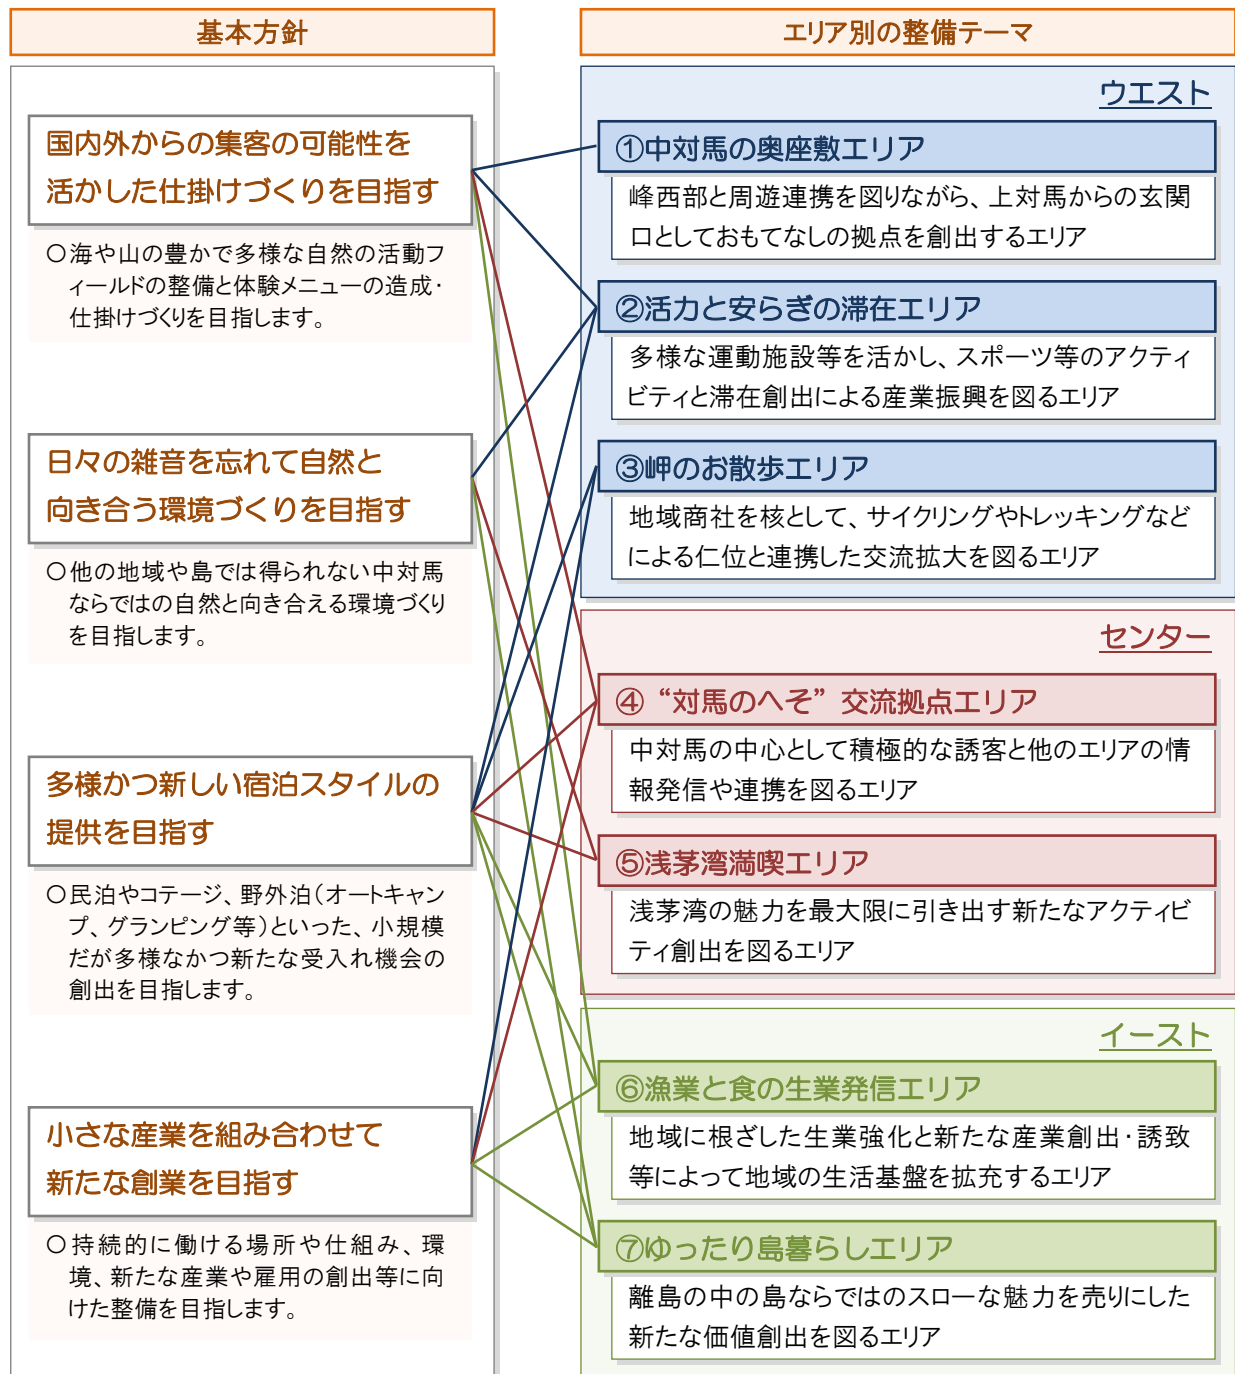 基本方針
国内外からの集客の可能性を
活かした仕掛けづくりを目指す
○海や山の豊かで多様な自然の活動フ
ィールドの整備と体験メニューの造成・
仕掛けづくりを目指します。
日々の雑音を忘れて自然と
向き合う環境づくりを目指す
○他の地域や島では得られない中対馬
ならではの自然と向き合える環境づくり
を目指します。
多様かつ新しい宿泊スタイルの
提供を目指す
○民泊やコテージ、野外泊(オートキャン
プ、グランピング等)といった、小規模
だが多様なかつ新たな受入れ機会の
創出を目指します。
小さな産業を組み合わせて
新たな創業を目指す
○持続的に働ける場所や仕組み、環
境、新たな産業や雇用の創出等に向
けた整備を目指します。
エリア別の整備テーマ
ウエスト
①中対馬の奥座敷エリア
峰西部と周遊連携を図りながら、上対馬からの玄関
口としておもてなしの拠点を創出するエリア
②活力と安らぎの滞在エリア
多様な運動施設等を活かし、スポーツ等のアクティ
ビティと滞在創出による産業振興を図るエリア
③岬のお散歩エリア
地域商社を核として、サイクリングやトレッキングなど
による仁位と連携した交流拡大を図るエリア
センター
④“対馬のへそ”交流拠点エリア
中対馬の中心として積極的な誘客と他のエリアの情
報発信や連携を図るエリア
⑤浅茅湾満喫エリア
浅茅湾の魅力を最大限に引き出す新たなアクティビ
ティ創出を図るエリア
イースト
⑥漁業と食の生業発信エリア
地域に根ざした生業強化と新たな産業創出・誘致
等によって地域の生活基盤を拡充するエリア
⑦ゆったり島暮らしエリア
離島の中の島ならではのスローな魅力を売りにした
新たな価値創出を図るエリア